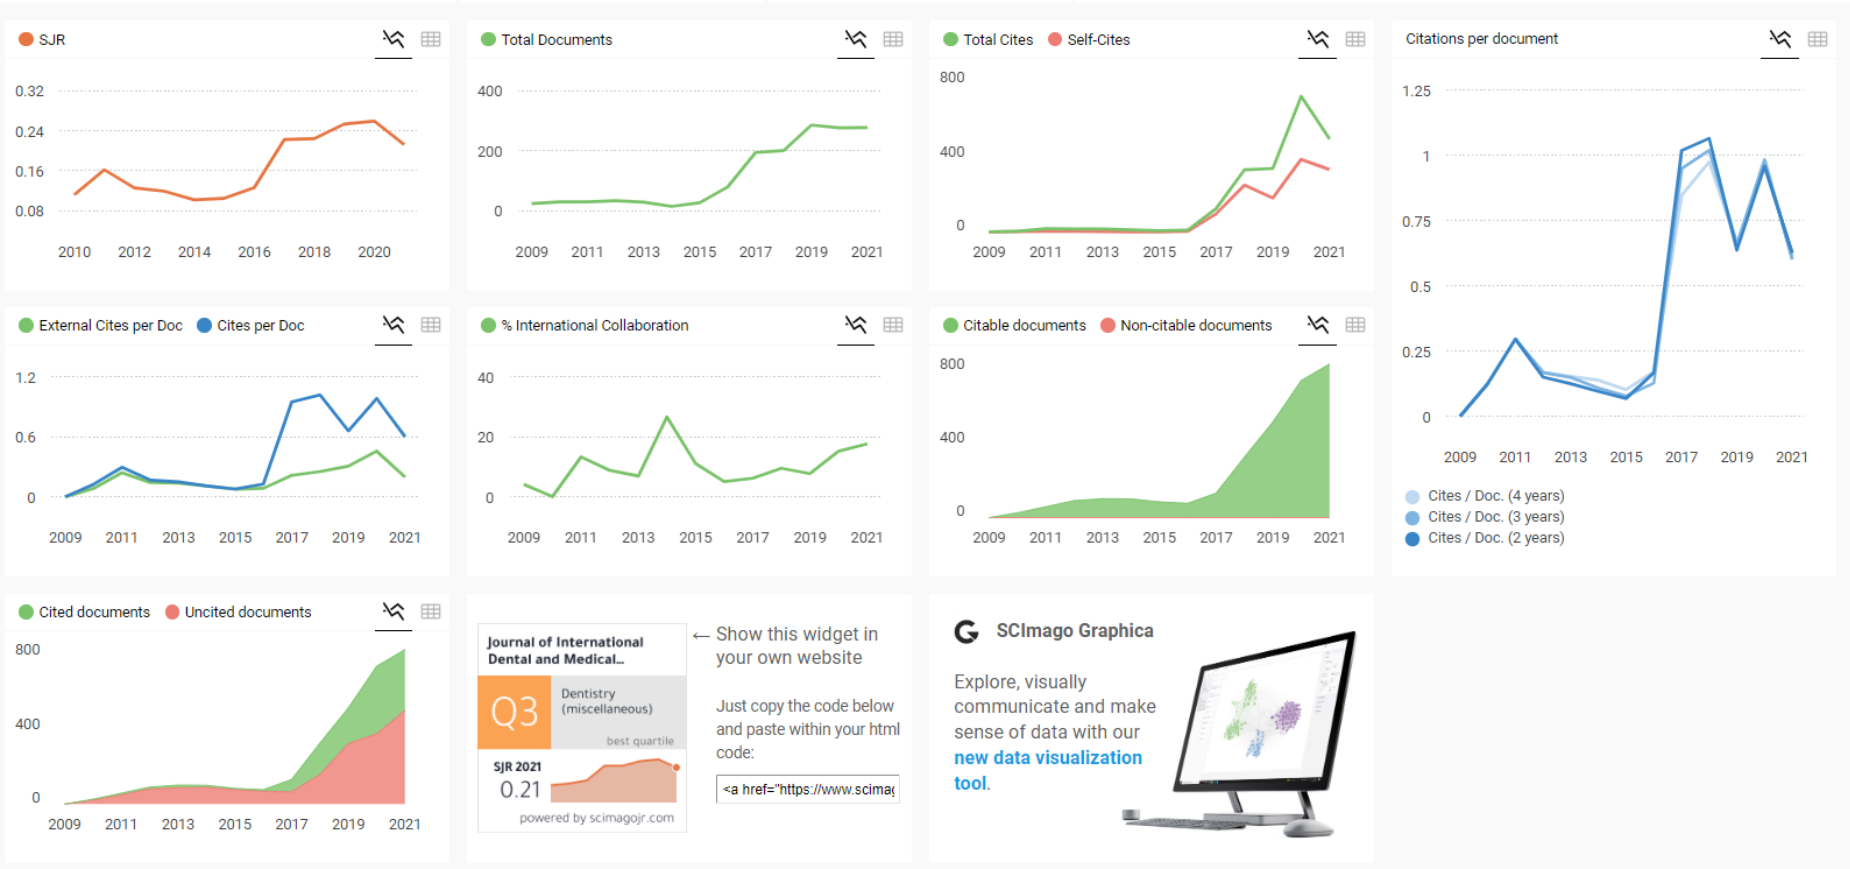 SJR
0.32
0.24
0.16
0.08
2010 2012 2014 2016 2018 2020
Total Documents
400
200
0
2009 2011 2013 2015 2017 2019 2021
Total Cites Self-Cites
800
400
0
2009 2011 2013 2015 2017 2019 2021
Citations per document
1.25
1
0.75
0.5
0.25
0
2009 2011 2013 2015 2017 2019 2021
Cites / Doc. (4 years)
Cites / Doc. (3 years)
Cites / Doc. (2 years)
External Cites per Doc Cites per Doc
1.2
0.6
0
2009 2011 2013 2015 2017 2019 2021
% International Collaboration
40
20
0
2009 2011 2013 2015 2017 2019 2021
Citable documents Non-citable documents
800
400
0
2009 2011 2013 2015 2017 2019 2021
Cited documents Uncited documents
800
400
0
2009 2011 2013 2015 2017 2019 2021
Journal of International
Dental and Medical...
Q3
Dentistry
(miscellaneous)
best quartile
SJR 2021
0.21
powered by scimagojr.com
← Show this widget in
your own website
Just copy the code below
and paste within your html
code:
<a href="https://www.scimag
SCImago Graphica
Explore, visually
communicate and make
sense of data with our
new data visualization
tool.